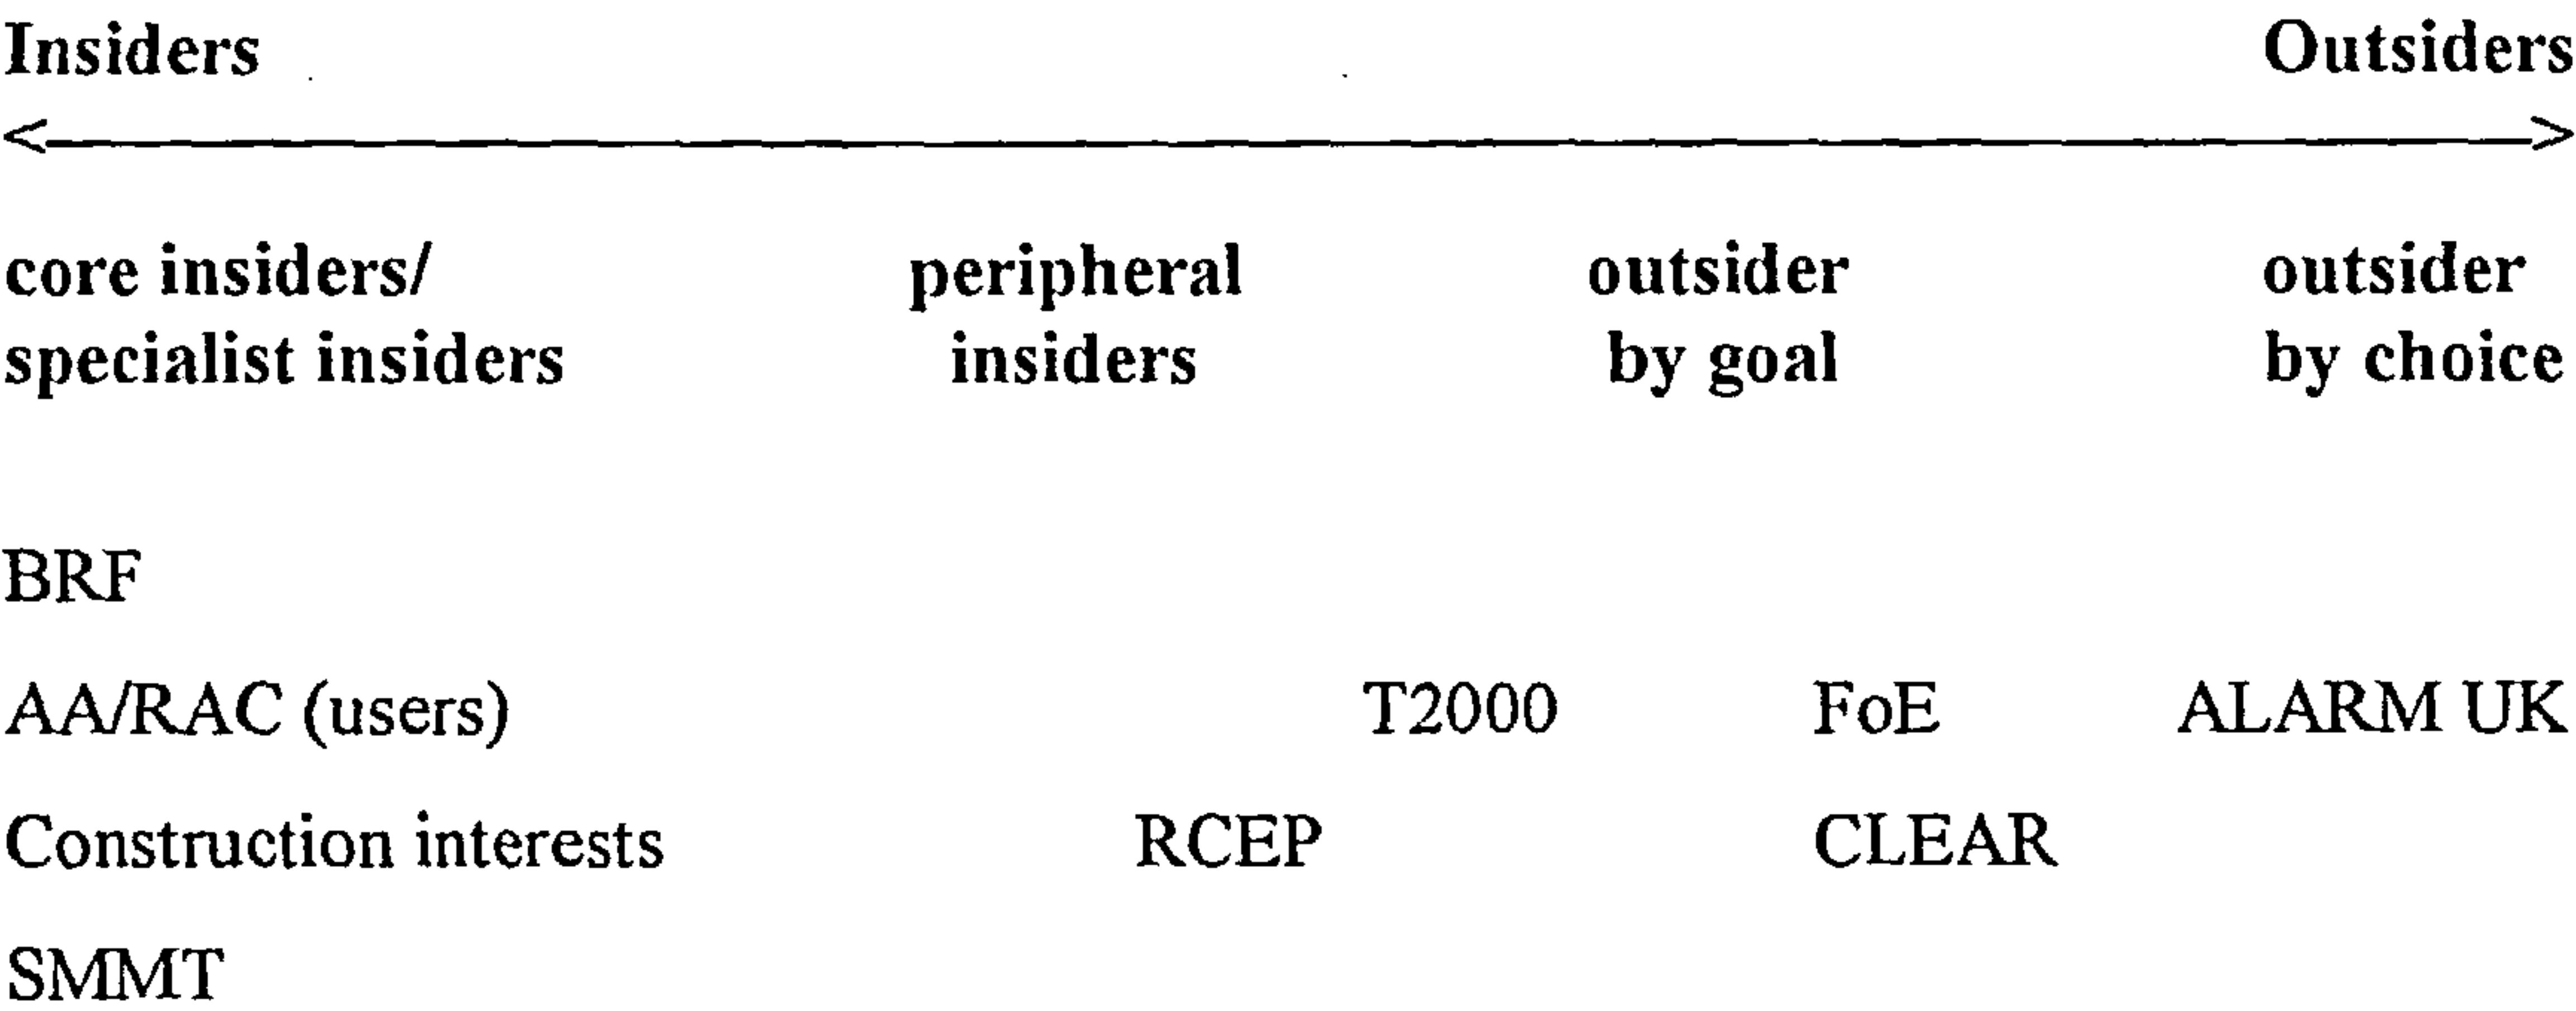 Insiders Outsiders
core insiders/ peripheral outsider outsider
specialist insiders insiders by goal by choice
BRF
AA/RAC (users) T2000 FoE ALARM UK
Construction interests RCEP CLEAR
SMMT